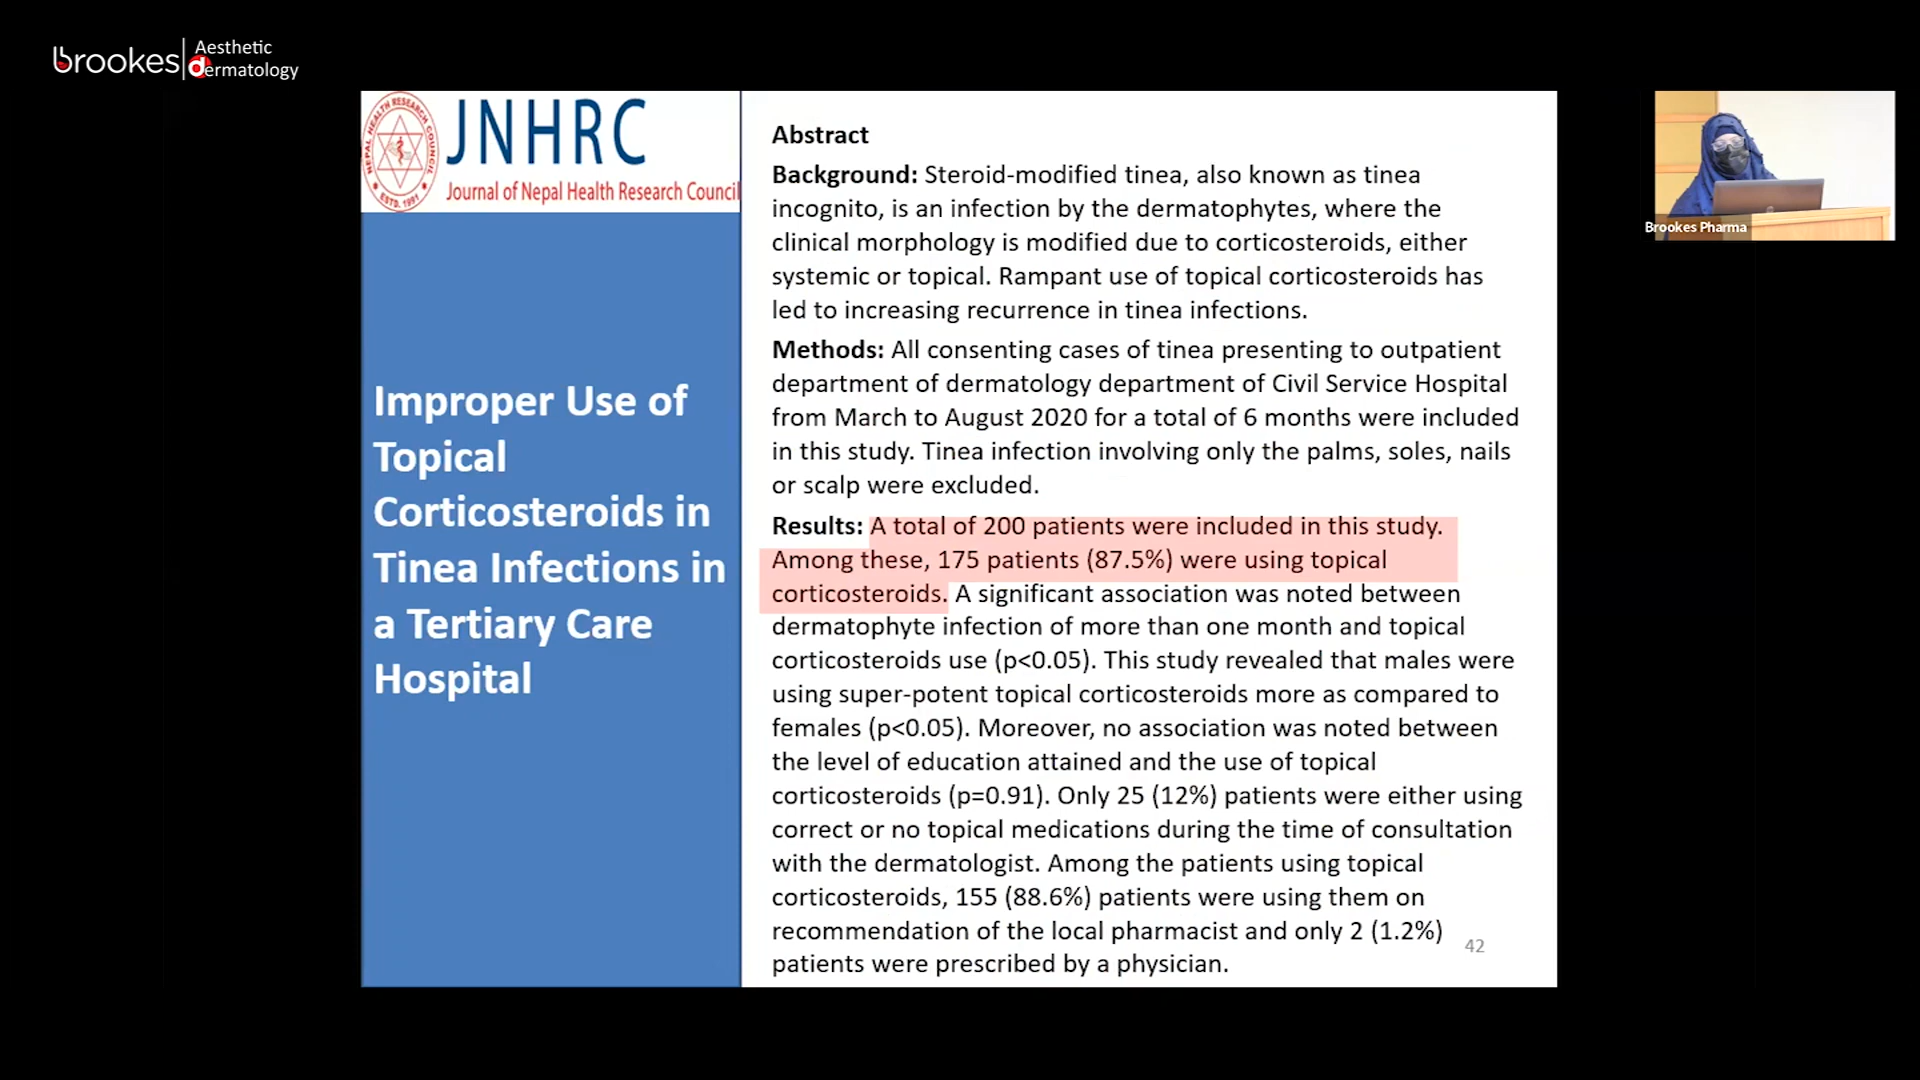 brookes
Aesthetic
dermatology
NEPAL HEALTH RESEARCH COUNCIL
ESTD. 1991
JNHRC
Journal of Nepal Health Research Council
Improper Use of
Topical
Corticosteroids in
Tinea Infections in
a Tertiary Care
Hospital
Abstract
Background: Steroid-modified tinea, also known as tinea
incognito, is an infection by the dermatophytes, where the
clinical morphology is modified due to corticosteroids, either
systemic or topical. Rampant use of topical corticosteroids has
led to increasing recurrence in tinea infections.
Methods: All consenting cases of tinea presenting to outpatient
department of dermatology department of Civil Service Hospital
from March to August 2020 for a total of 6 months were included
in this study. Tinea infection involving only the palms, soles, nails
or scalp were excluded.
Results: A total of 200 patients were included in this study.
Among these, 175 patients (87.5%) were using topical
corticosteroids. A significant association was noted between
dermatophyte infection of more than one month and topical
corticosteroids use (p<0.05). This study revealed that males were
using super-potent topical corticosteroids more as compared to
females (p<0.05). Moreover, no association was noted between
the level of education attained and the use of topical
corticosteroids (p=0.91). Only 25 (12%) patients were either using
correct or no topical medications during the time of consultation
with the dermatologist. Among the patients using topical
corticosteroids, 155 (88.6%) patients were using them on
recommendation of the local pharmacist and only 2 (1.2%)
patients were prescribed by a physician.
42
Brookes Pharma